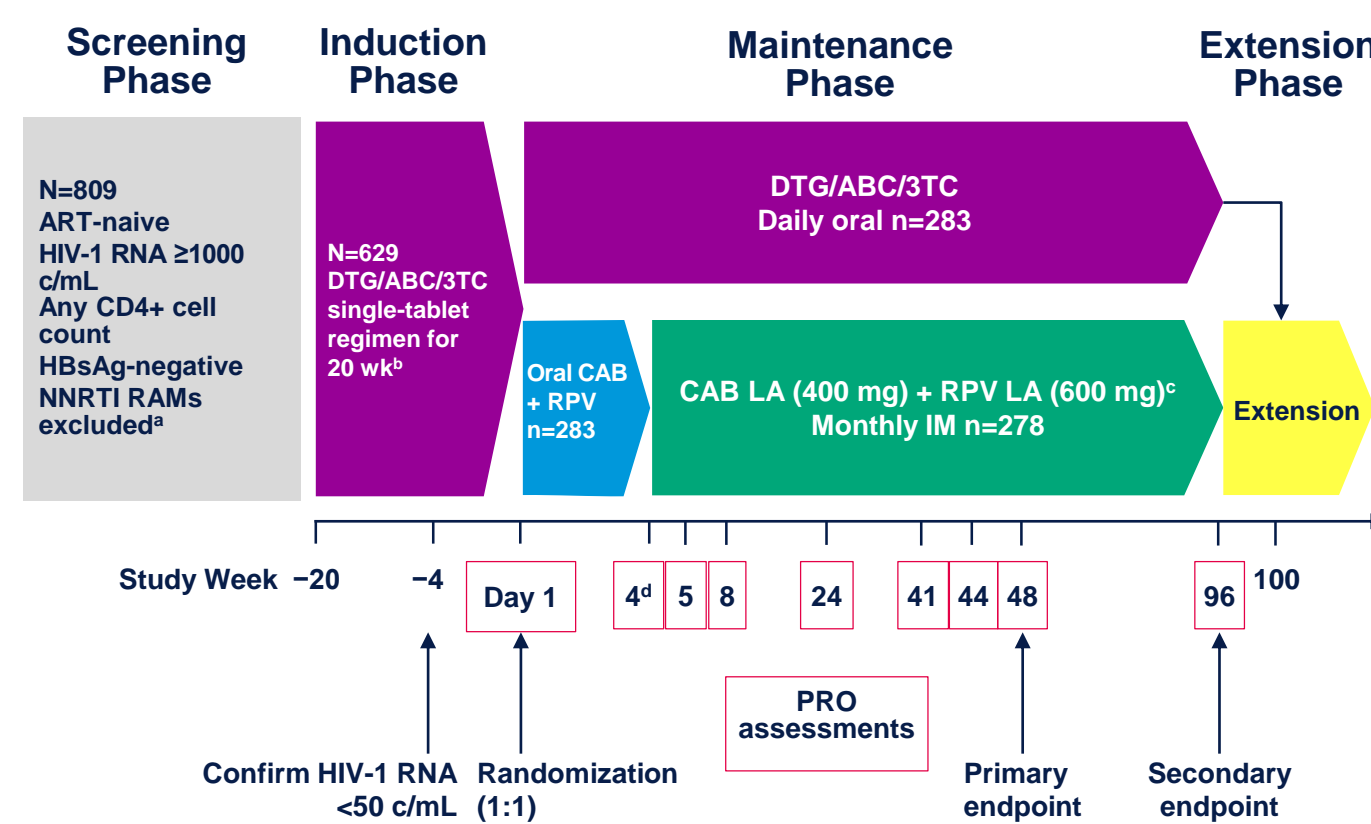 Screening
Phase
Induction
Phase
Maintenance
Phase
Extension
Phase
N=809
ART-naive
HIV-1 RNA ≥1000
c/mL
Any CD4+ cell
count
HBsAg-negative
NNRTI RAMs
excludedᵃ
N=629
DTG/ABC/3TC
single-tablet
regimen for
20 wkᵇ
DTG/ABC/3TC
Daily oral n=283
Oral CAB
+ RPV
n=283
CAB LA (400 mg) + RPV LA (600 mg)ᶜ
Monthly IM n=278
Extension
Study Week −20 −4 Day 1 4ᵈ 5 8 24 41 44 48 96 100
PRO
assessments
Confirm HIV-1 RNA
<50 c/mL
Randomization
(1:1)
Primary
endpoint
Secondary
endpoint